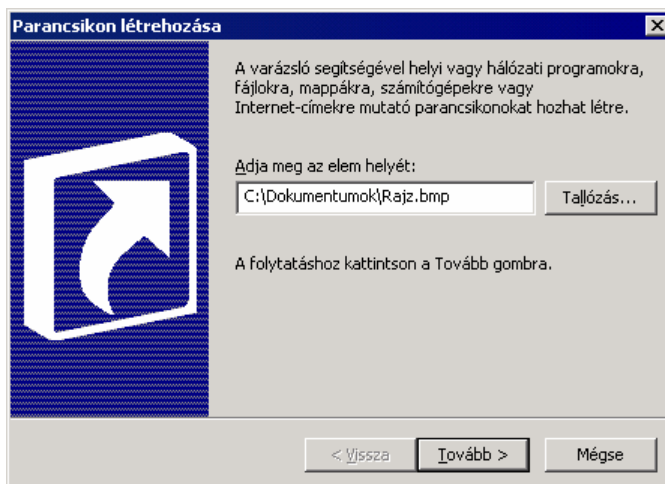 Parancsikon létrehozása
A varázsló segítségével helyi vagy hálózati programokra,
fájlokra, mappákra, számítógépekre vagy
Internet-címekre mutató parancsikonokat hozhat létre.
Adja meg az elem helyét:
C:\Dokumentumok\Rajz.bmp
Tallózás...
A folytatáshoz kattintson a Tovább gombra.
< Vissza
Tovább >
Mégse